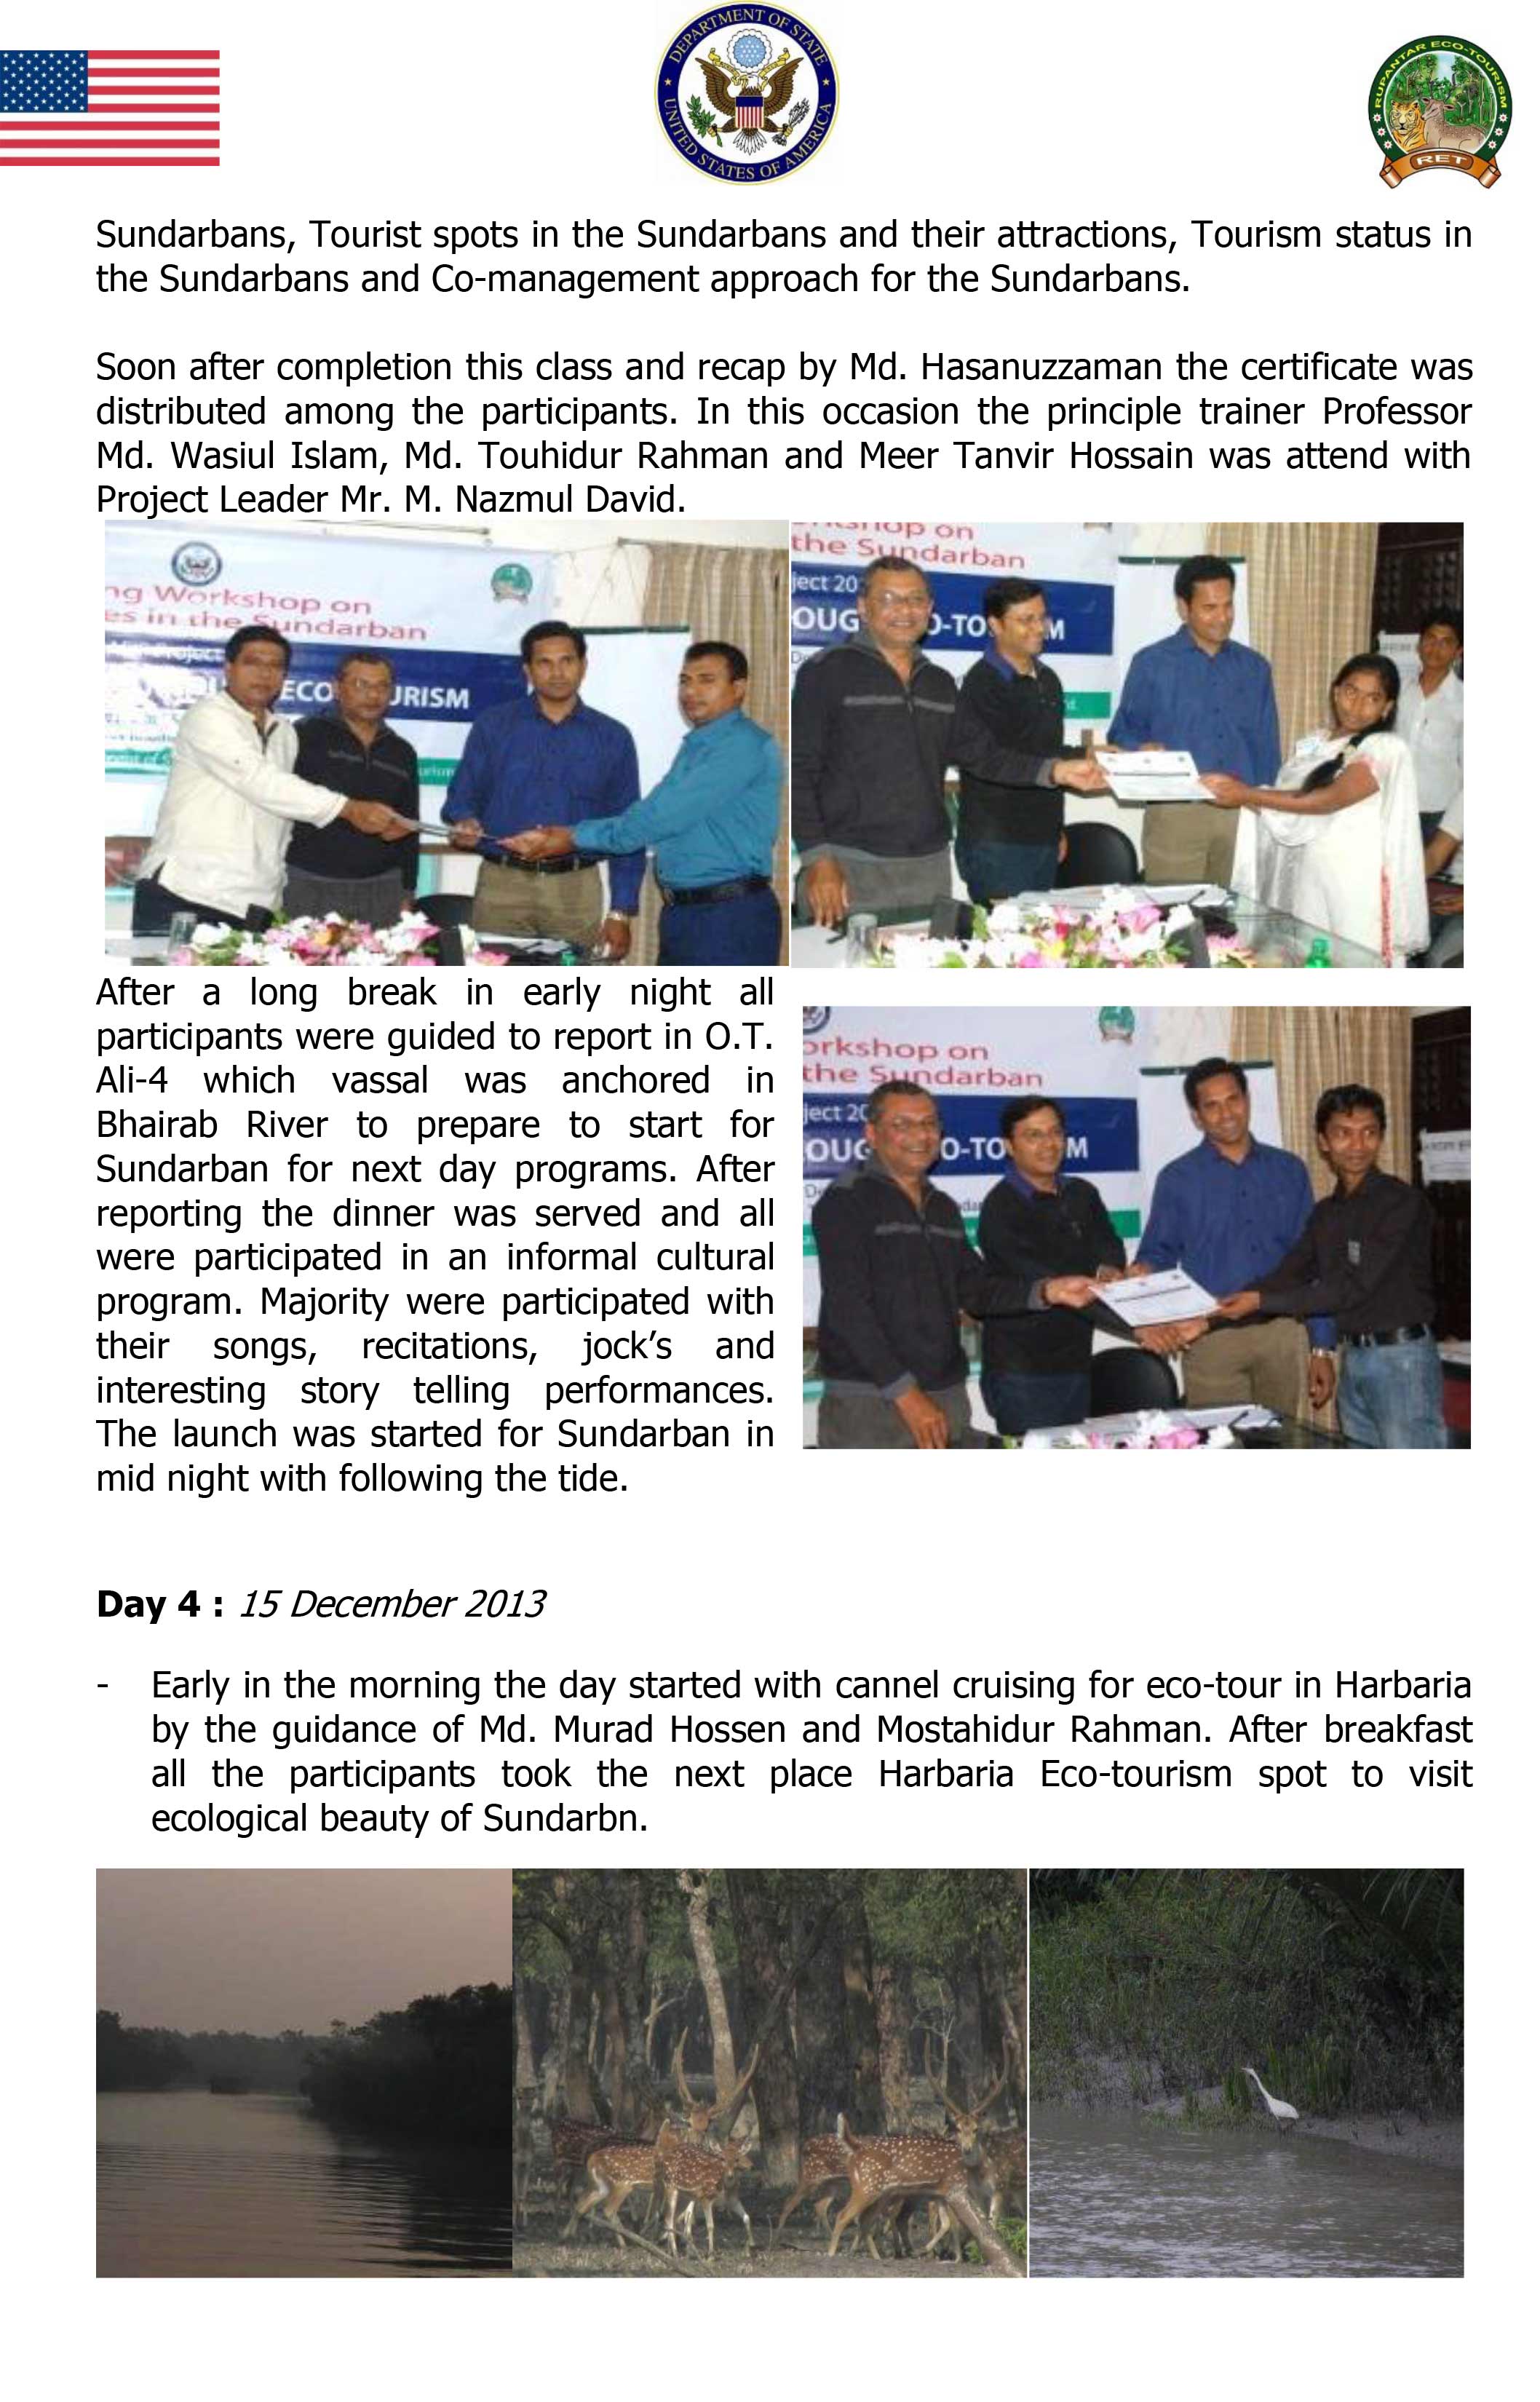 DEPARTMENT OF STATE
UNITED STATES OF AMERICA
RUPANTAR ECO-TOURISM
RET
Sundarbans, Tourist spots in the Sundarbans and their attractions, Tourism status in
the Sundarbans and Co-management approach for the Sundarbans.
Soon after completion this class and recap by Md. Hasanuzzaman the certificate was
distributed among the participants. In this occasion the principle trainer Professor
Md. Wasiul Islam, Md. Touhidur Rahman and Meer Tanvir Hossain was attend with
Project Leader Mr. M. Nazmul David.
ng Workshop on
es in the Sundarban
Project
ECO URISM
rkshop on
the Sundarban
ject 20
OUG O-TO M
After a long break in early night all
participants were guided to report in O.T.
Ali-4 which vassal was anchored in
Bhairab River to prepare to start for
Sundarban for next day programs. After
reporting the dinner was served and all
were participated in an informal cultural
program. Majority were participated with
their songs, recitations, jock’s and
interesting story telling performances.
The launch was started for Sundarban in
mid night with following the tide.
orkshop on
the Sundarban
ject 20
OUG O-TO M
Day 4 : 15 December 2013
- Early in the morning the day started with cannel cruising for eco-tour in Harbaria
by the guidance of Md. Murad Hossen and Mostahidur Rahman. After breakfast
all the participants took the next place Harbaria Eco-tourism spot to visit
ecological beauty of Sundarbn.